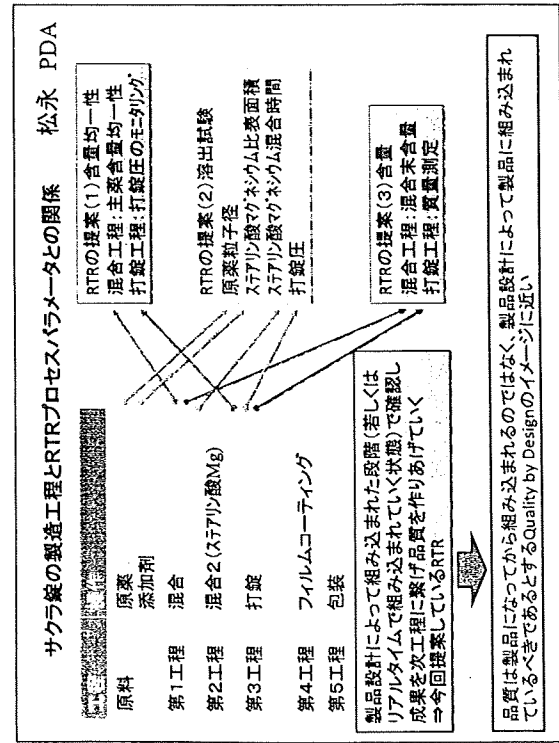 サクラ錠の製造工程とRTRプロセスパラメータとの関係　松永 PDA
原料　原薬
添加剤
第1工程　混合
第2工程　混合2(ステアリン酸Mg)
第3工程　打錠
第4工程　フィルムコーティング
第5工程　包装
RTRの提案(1)含量均一性
混合工程:主薬含量均一性
打錠工程:打錠圧のモニタリング
RTRの提案(2)溶出試験
原薬粒子径
ステアリン酸マグネシウム比表面積
ステアリン酸マグネシウム混合時間
打錠圧
RTRの提案(3)含量
混合工程:混合末含量
打錠工程:質量測定
製品設計によって組み込まれた段階(若しくは
リアルタイムで組み込まれていく状態)で確認し
成果を次工程に繋げ品質を作りあげていく
⇒今回提案しているRTR
品質は製品になってから組み込まれるのではなく、製品設計によって製品に組み込まれ
ているべきであるとするQuality by Designのイメージに近い